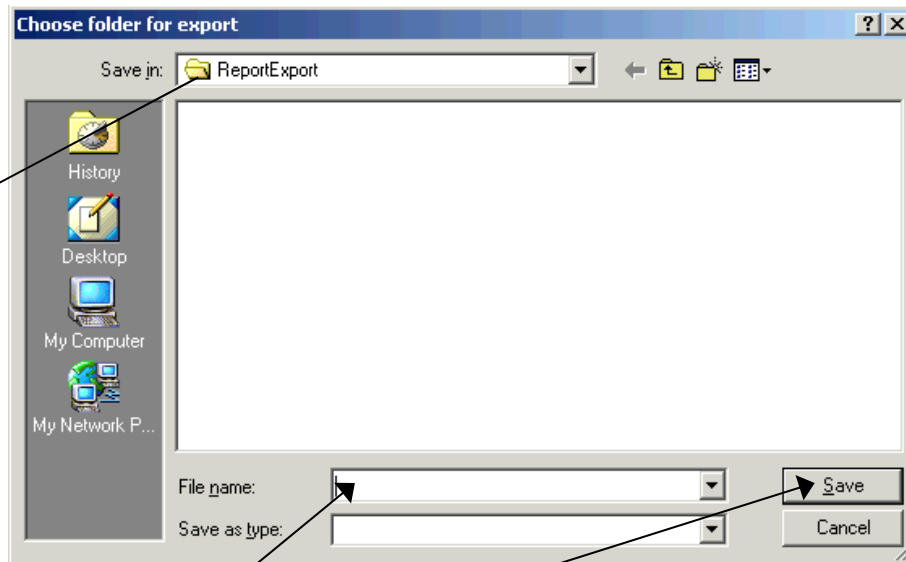 Choose folder for export
Save in: ReportExport
History
Desktop
My Computer
My Network P...
File name:
Save
Save as type:
Cancel